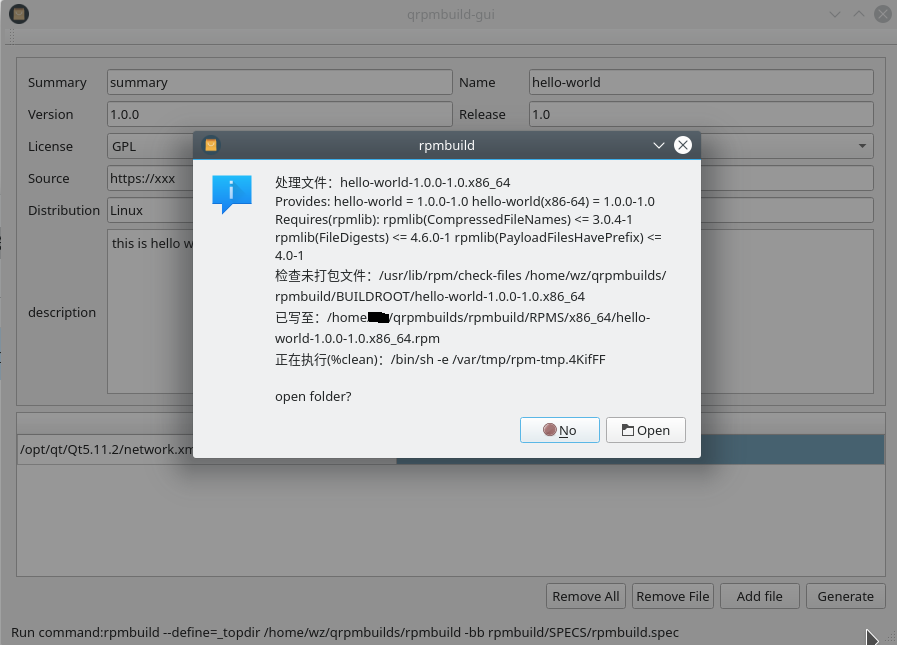 qrpmbuild-gui
Summary
summary
Name
hello-world
Version
1.0.0
Release
1.0
License
GPL
Source
https://xxx
Distribution
Linux
description
this is hello w
rpmbuild
处理文件：hello-world-1.0.0-1.0.x86_64
Provides: hello-world = 1.0.0-1.0 hello-world(x86-64) = 1.0.0-1.0
Requires(rpmlib): rpmlib(CompressedFileNames) <= 3.0.4-1
rpmlib(FileDigests) <= 4.6.0-1 rpmlib(PayloadFilesHavePrefix) <=
4.0-1
检查未打包文件：/usr/lib/rpm/check-files /home/wz/qrpmbuilds/
rpmbuild/BUILDROOT/hello-world-1.0.0-1.0.x86_64
已写至：/home /qrpmbuilds/rpmbuild/RPMS/x86_64/hello-
world-1.0.0-1.0.x86_64.rpm
正在执行(%clean)：/bin/sh -e /var/tmp/rpm-tmp.4KifFF
open folder?
No
Open
/opt/qt/Qt5.11.2/network.xm
Remove All
Remove File
Add file
Generate
Run command:rpmbuild --define=_topdir /home/wz/qrpmbuilds/rpmbuild -bb rpmbuild/SPECS/rpmbuild.spec